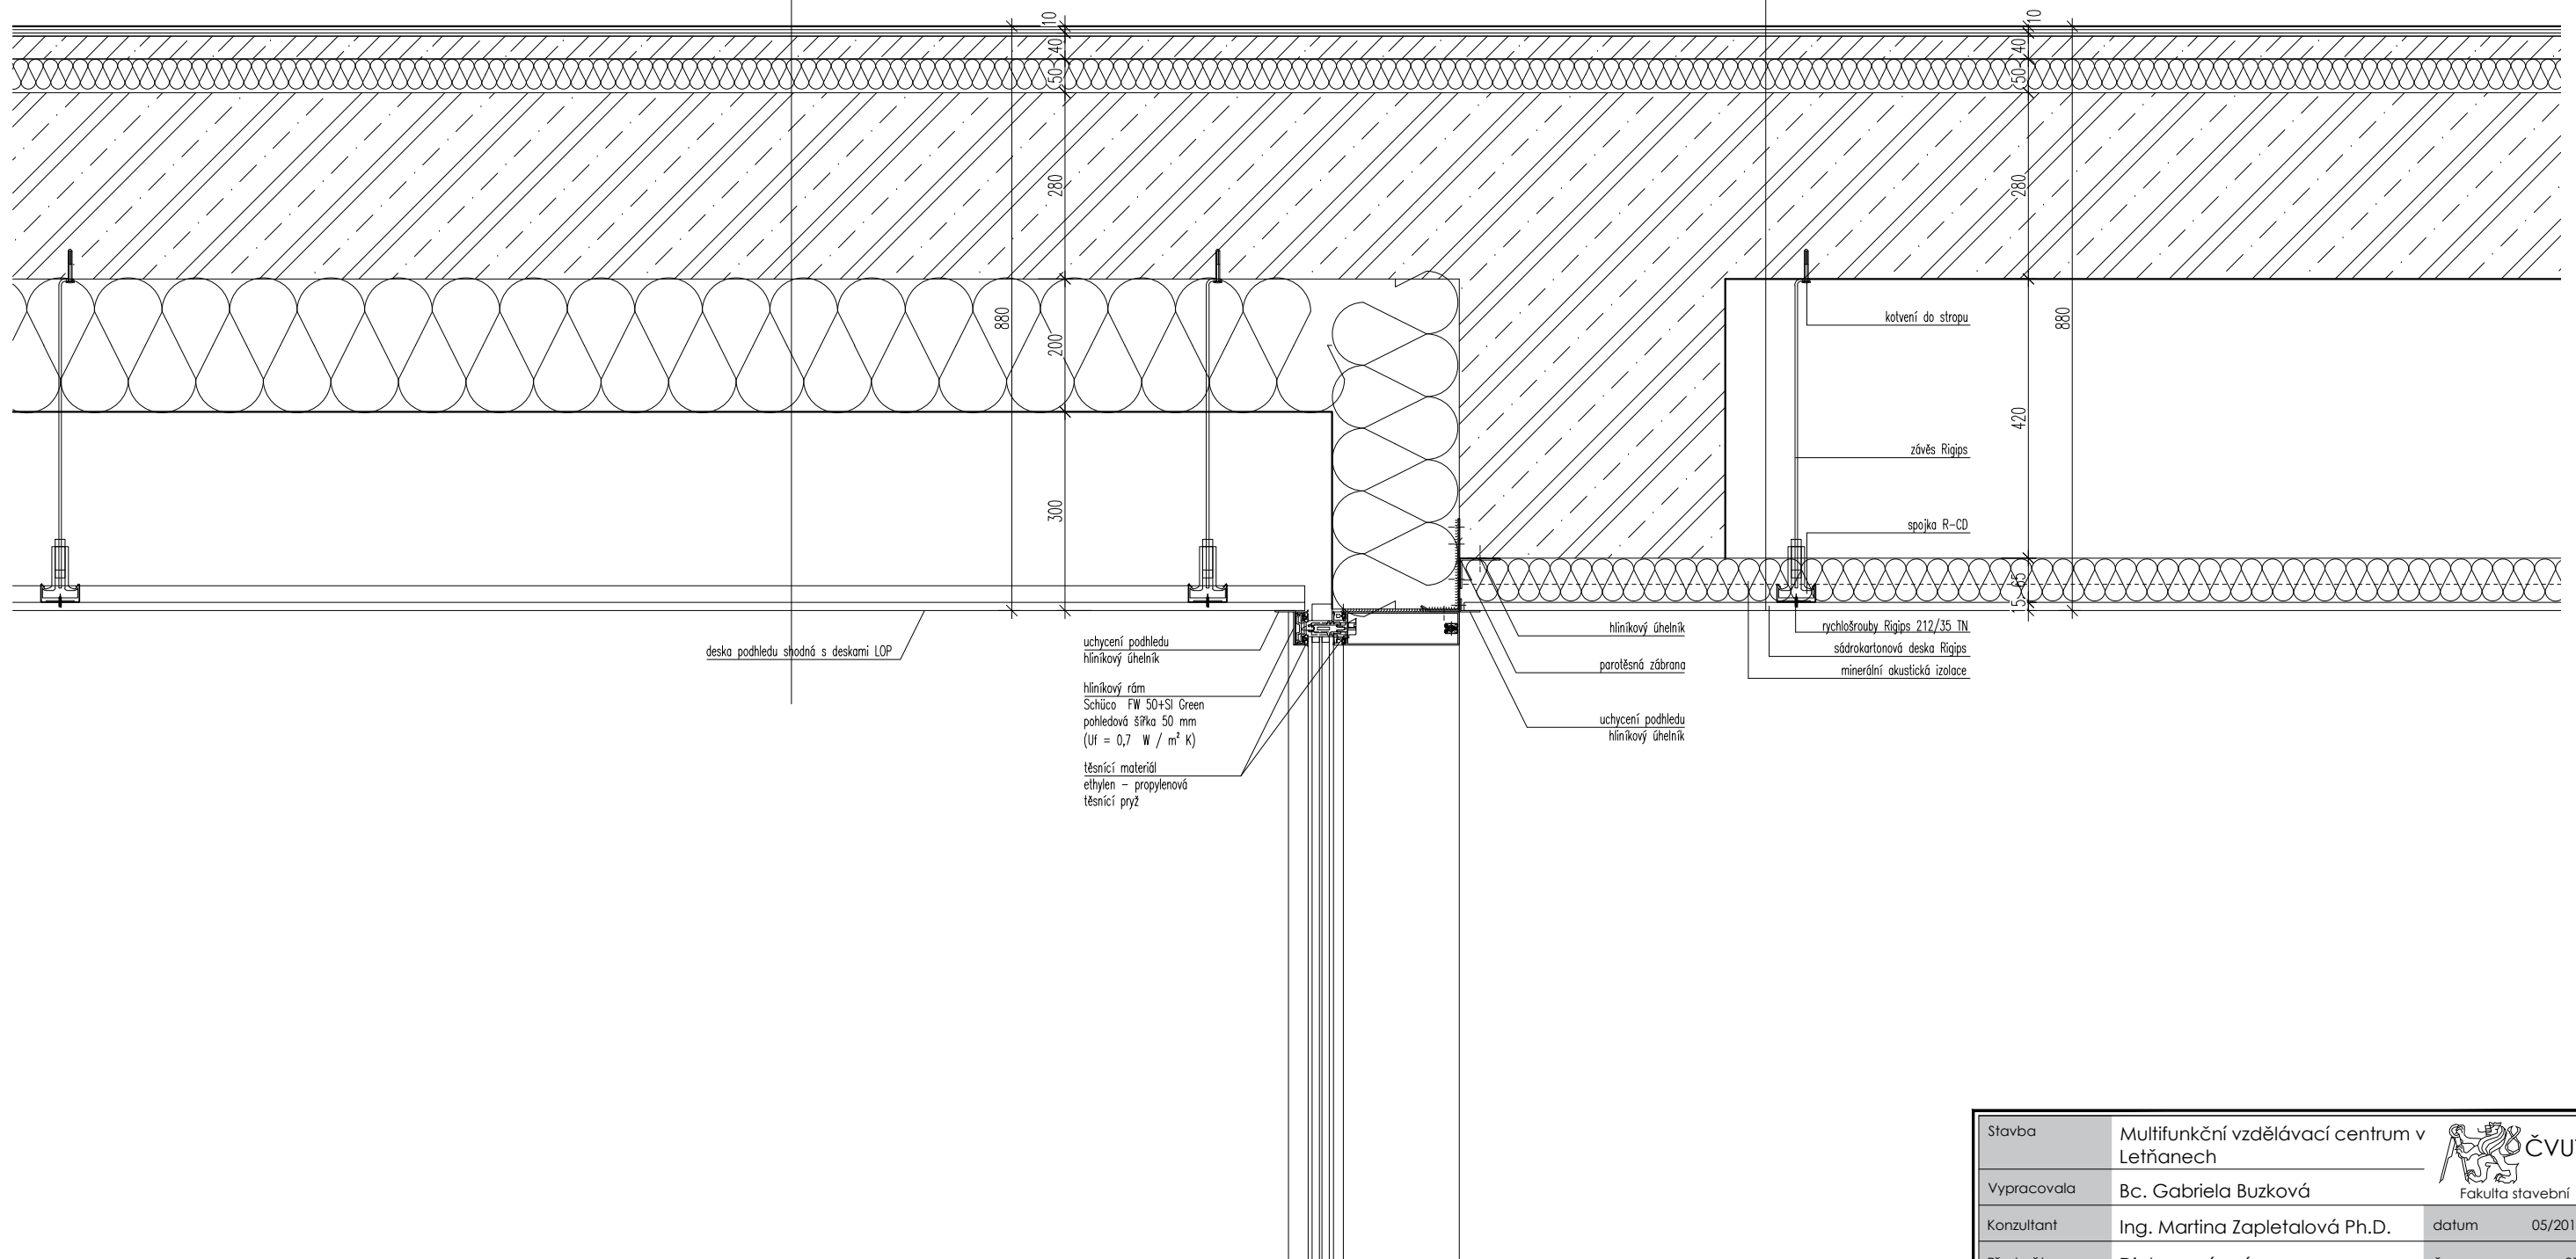 10
40
50
280
880
200
300
10
40
50
280
880
420
65
15
kotvení do stropu
závěs Rigips
spojka R-CD
rychlošrouby Rigips 212/35 TN
sádrokartonová deska Rigips
minerální akustická izolace
deska podhledu shodná s deskami LOP
uchycení podhledu
hliníkový úhelník
hliníkový rám
Schüco FW 50+SI Green
pohledová šířka 50 mm
(Uf = 0,7 W / m² K)
těsnící materiál
ethylen - propylenová
těsnící pryž
hliníkový úhelník
parotěsná zábrana
uchycení podhledu
hliníkový úhelník
Stavba
Multifunkční vzdělávací centrum v
Letňanech
ČVU
Fakulta stavební
Vypracovala
Bc. Gabriela Buzková
Konzultant
Ing. Martina Zapletalová Ph.D.
datum
05/201